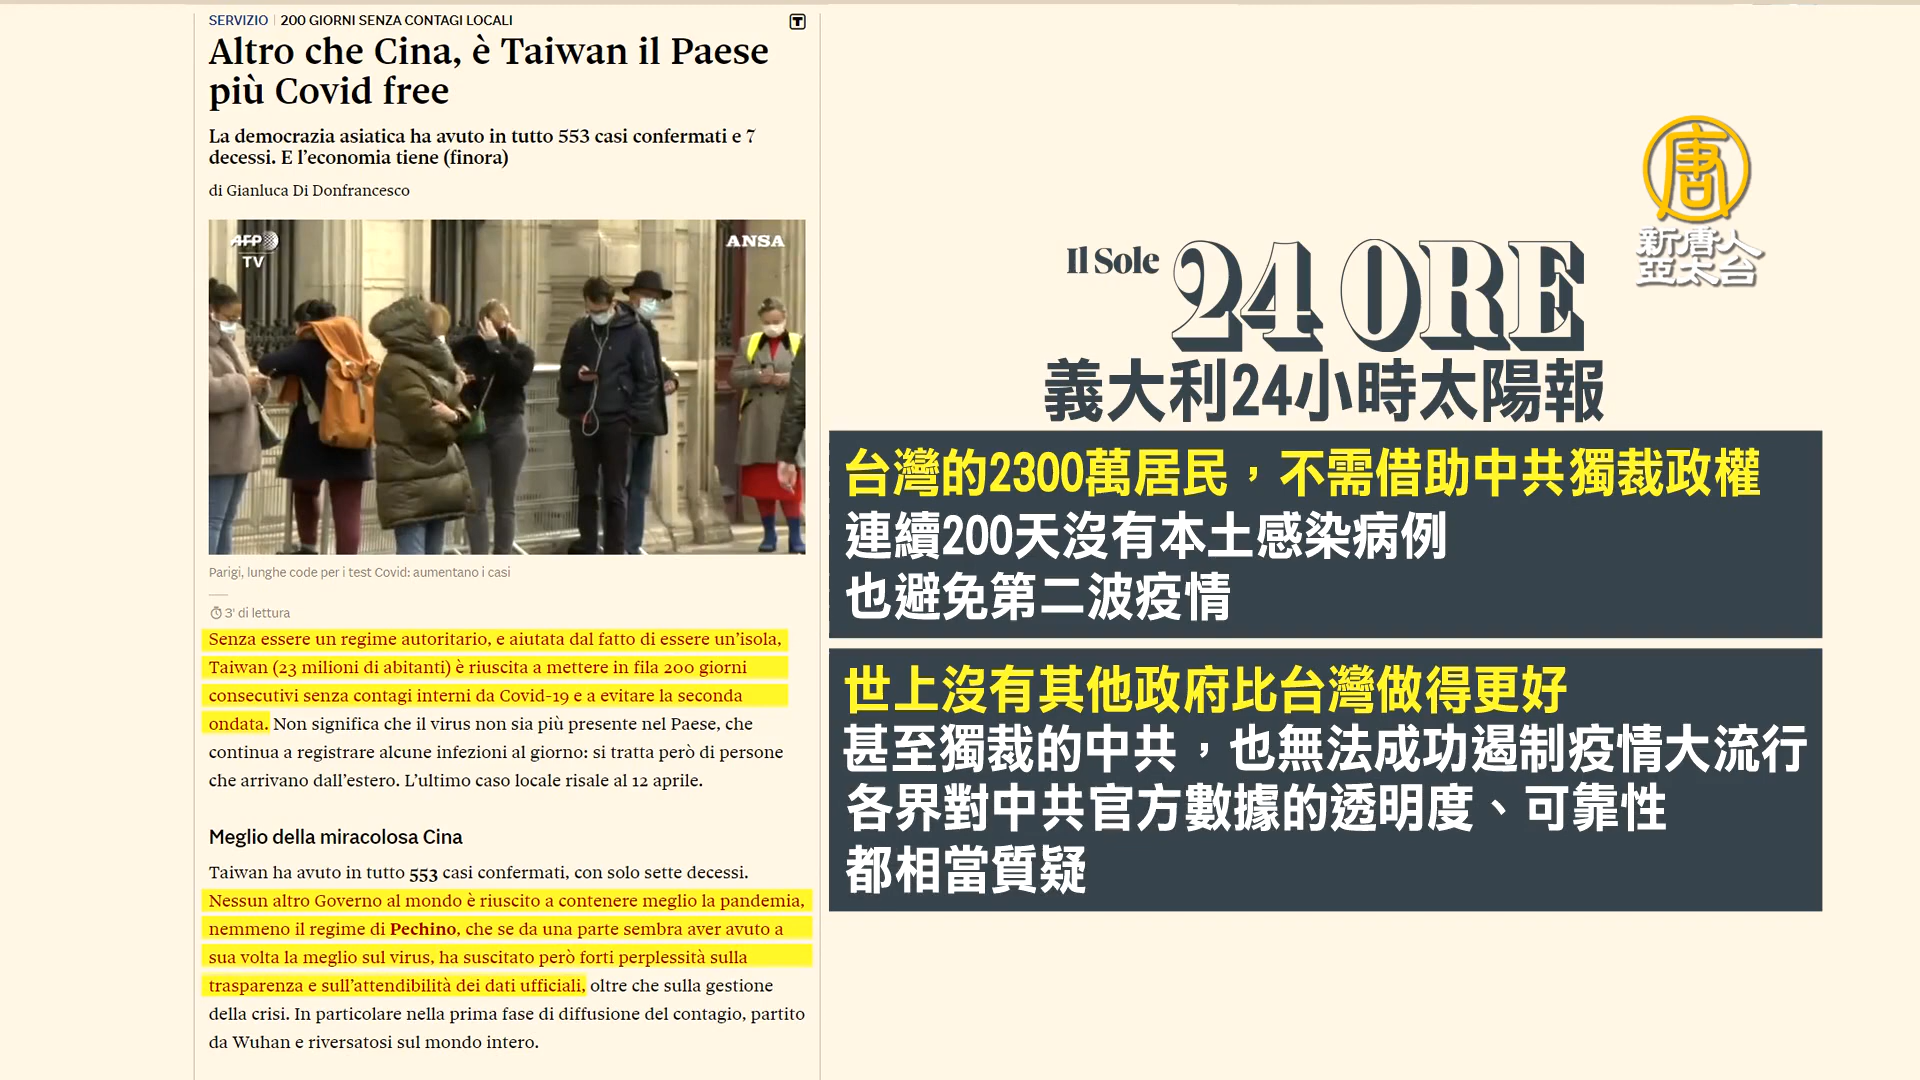 SERVIZIO | 200 GIORNI SENZA CONTAGI LOCALI
Altro che Cina, è Taiwan il Paese
più Covid free
La democrazia asiatica ha avuto in tutto 553 casi confermati e 7
decessi. E l'economia tiene (finora)
di Gianluca Di Donfrancesco
AFP
TV
ANSA
Parigi, lunghe code per i test Covid: aumentano i casi
3' di lettura
Senza essere un regime autoritario, e aiutata dal fatto di essere un'isola,
Taiwan (23 milioni di abitanti) è riuscita a mettere in fila 200 giorni
consecutivi senza contagi interni da Covid-19 e a evitare la seconda
ondata. Non significa che il virus non sia più presente nel Paese, che
continua a registrare alcune infezioni al giorno: si tratta però di persone
che arrivano dall'estero. L'ultimo caso locale risale al 12 aprile.
Meglio della miracolosa Cina
Taiwan ha avuto in tutto 553 casi confermati, con solo sette decessi.
Nessun altro Governo al mondo è riuscito a contenere meglio la pandemia,
nemmeno il regime di Pechino, che se da una parte sembra aver avuto a
sua volta la meglio sul virus, ha suscitato però forti perplessità sulla
trasparenza e sull'attendibilità dei dati ufficiali, oltre che sulla gestione
della crisi. In particolare nella prima fase di diffusione del contagio, partito
da Wuhan e riversatosi sul mondo intero.
唐
新唐人
亞太台
Il Sole
24 ORE
義大利24小時太陽報
台灣的2300萬居民，不需借助中共獨裁政權
連續200天沒有本土感染病例
也避免第二波疫情
世上沒有其他政府比台灣做得更好
甚至獨裁的中共，也無法成功遏制疫情大流行
各界對中共官方數據的透明度、可靠性
都相當質疑